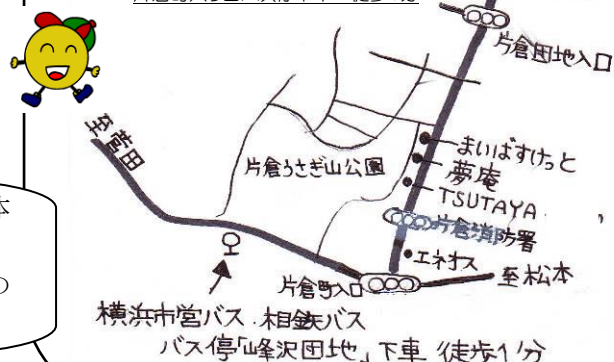 片倉団地入口
至菅田
まいばすけっと
夢庵
片倉うさぎ山公園
TSUTAYA
片倉消防署
エネオス
片倉町入口
至松本
横浜市営バス・相鉄バス
バス停「峰沢団地」下車 徒歩1分
本
の